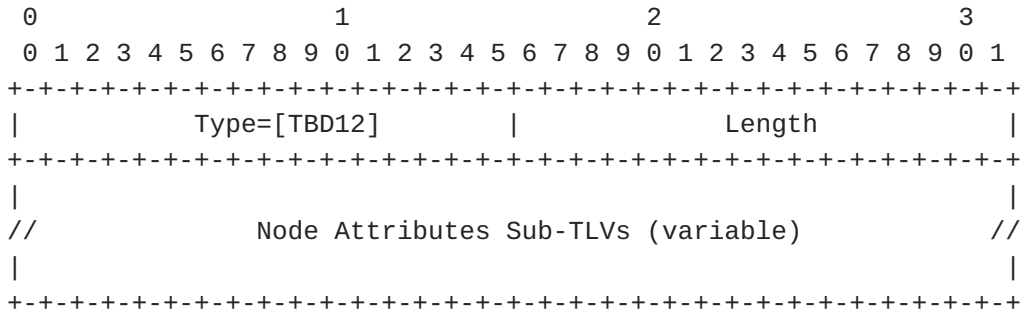 0                   1                   2                   3
 0 1 2 3 4 5 6 7 8 9 0 1 2 3 4 5 6 7 8 9 0 1 2 3 4 5 6 7 8 9 0 1
+-+-+-+-+-+-+-+-+-+-+-+-+-+-+-+-+-+-+-+-+-+-+-+-+-+-+-+-+-+-+-+-+
|           Type=[TBD12]        |             Length            |
+-+-+-+-+-+-+-+-+-+-+-+-+-+-+-+-+-+-+-+-+-+-+-+-+-+-+-+-+-+-+-+-+
|                                                               |
//              Node Attributes Sub-TLVs (variable)            //
|                                                               |
+-+-+-+-+-+-+-+-+-+-+-+-+-+-+-+-+-+-+-+-+-+-+-+-+-+-+-+-+-+-+-+-+